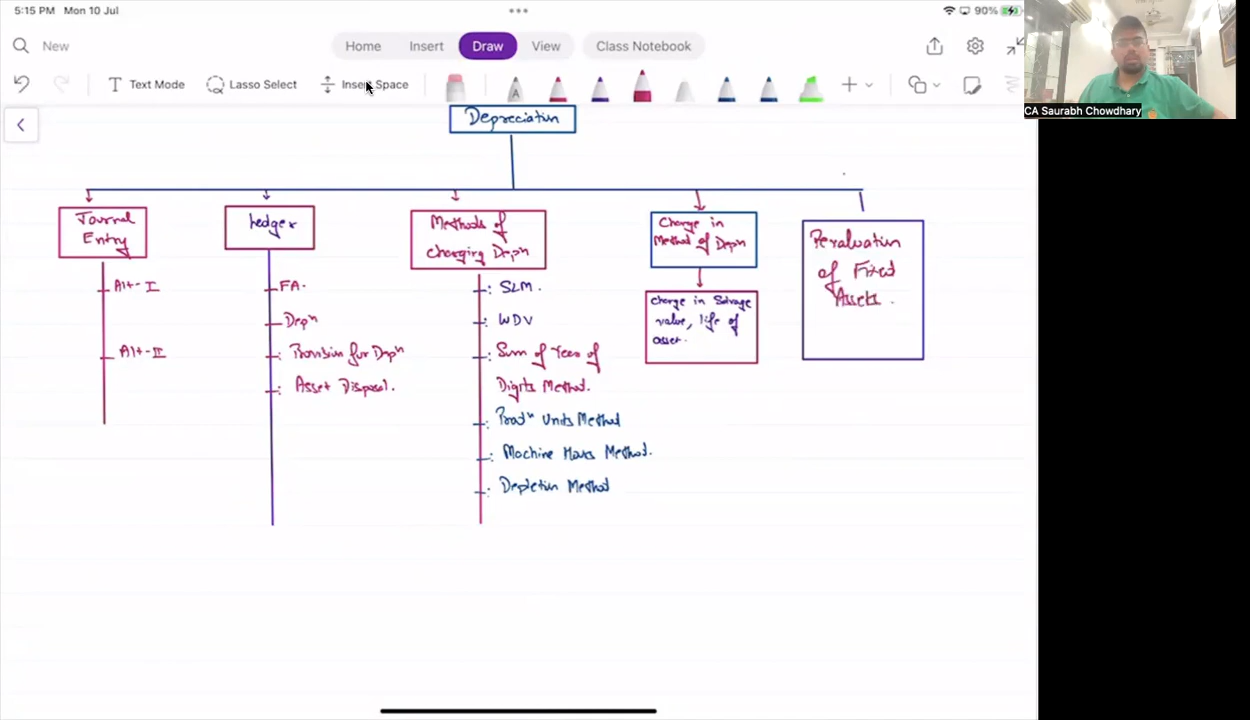 5:15 PM Mon 10 Jul
90%
New
Home
Insert
Draw
View
Class Notebook
Text Mode
Lasso Select
Insert Space
A
CA Saurabh Chowdhary
Depreciation
Journal
Entry
Alt-I
Alt-II
Ledger
FA.
Depn
Provision for Depn
Asset Disposal.
Methods of
charging Depn
SLM.
WDV
Sum of Years of
Digits Method.
Prodn Units Method
Machine Hours Method.
Depletion Method
Change in
Method of Depn
Change in Salvage
value, life of
asset.
Revaluation
of Fixed
Assets.